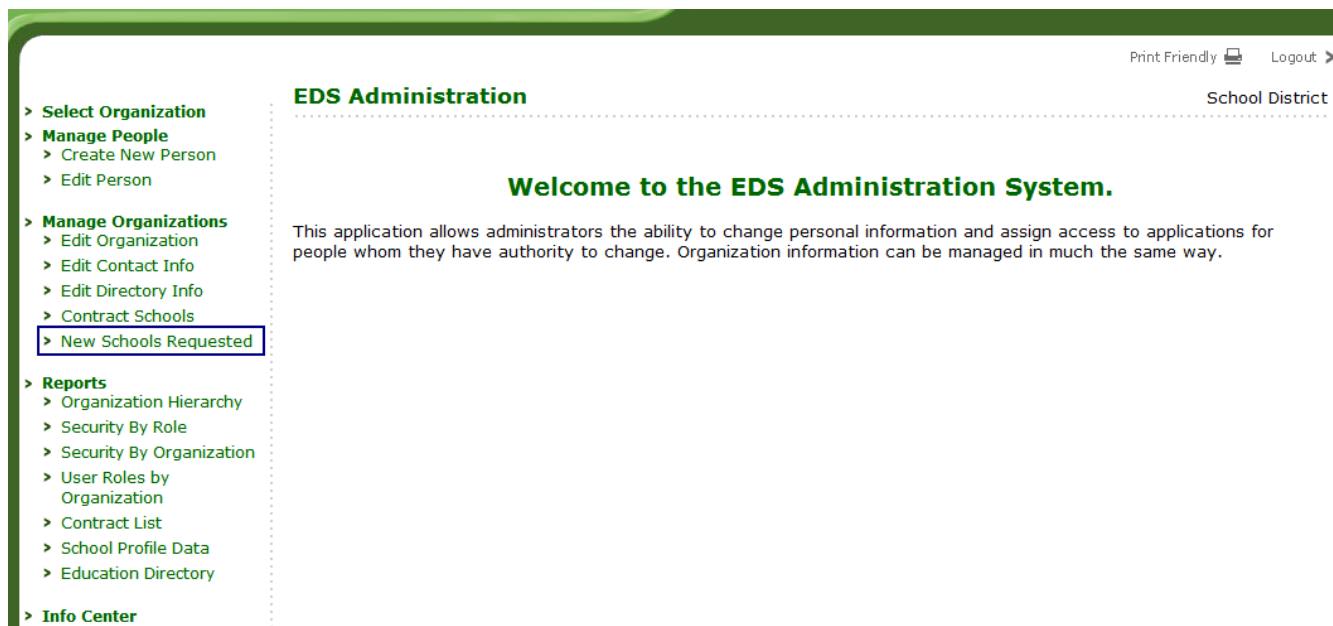 Print Friendly Logout >
EDS Administration
School District
> Select Organization
> Manage People
> Create New Person
> Edit Person
> Manage Organizations
> Edit Organization
> Edit Contact Info
> Edit Directory Info
> Contract Schools
> New Schools Requested
> Reports
> Organization Hierarchy
> Security By Role
> Security By Organization
> User Roles by
Organization
> Contract List
> School Profile Data
> Education Directory
> Info Center
Welcome to the EDS Administration System.
This application allows administrators the ability to change personal information and assign access to applications for
people whom they have authority to change. Organization information can be managed in much the same way.